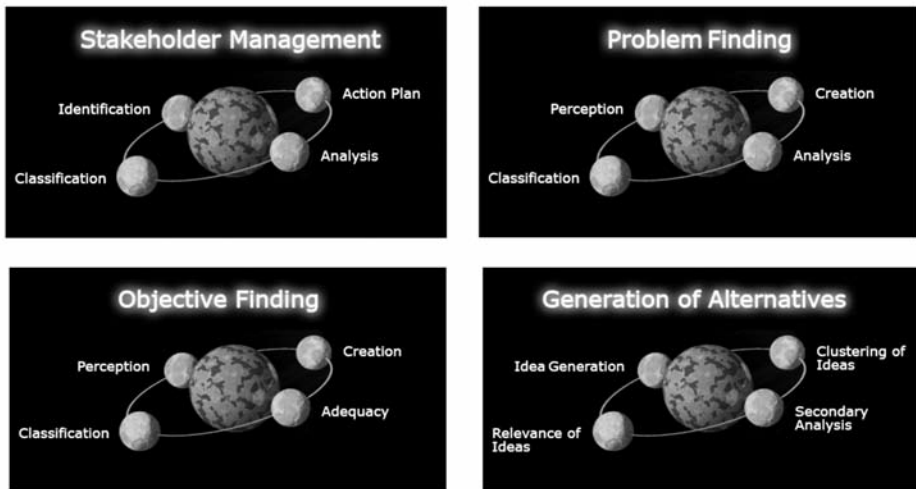 Stakeholder Management
Identification
Action Plan
Classification
Analysis
Problem Finding
Perception
Creation
Classification
Analysis
Objective Finding
Perception
Creation
Classification
Adequacy
Generation of Alternatives
Idea Generation
Clustering of
Ideas
Relevance of
Ideas
Secondary
Analysis